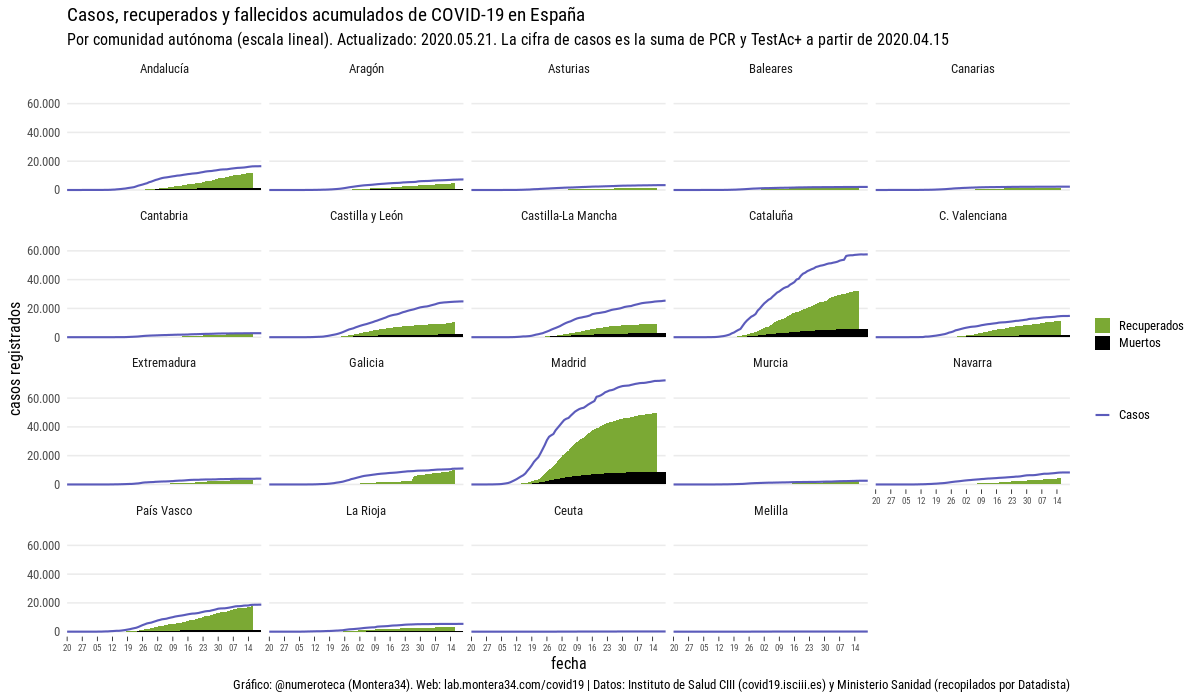 Casos, recuperados y fallecidos acumulados de COVID-19 en España
Por comunidad autónoma (escala lineal). Actualizado: 2020.05.21. La cifra de casos es la suma de PCR y TestAc+ a partir de 2020.04.15
Andalucía Aragón Asturias Baleares Canarias
60.000
40.000
20.000
0
Cantabria Castilla y León Castilla-La Mancha Cataluña C. Valenciana
60.000
40.000
20.000
0
casos registrados
Recuperados
Muertos
Casos
Extremadura Galicia Madrid Murcia Navarra
60.000
40.000
20.000
0
20 27 05 12 19 26 02 09 16 23 30 07 14
País Vasco La Rioja Ceuta Melilla
60.000
40.000
20.000
0
20 27 05 12 19 26 02 09 16 23 30 07 14 20 27 05 12 19 26 02 09 16 23 30 07 14 20 27 05 12 19 26 02 09 16 23 30 07 14 20 27 05 12 19 26 02 09 16 23 30 07 14
fecha
Gráfico: @numeroteca (Montera34). Web: lab.montera34.com/covid19 | Datos: Instituto de Salud CIII (covid19.isciii.es) y Ministerio Sanidad (recopilados por Datadista)